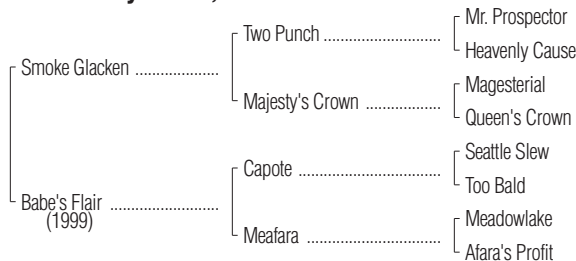 Mr. Prospector
Two Punch
Heavenly Cause
Smoke Glacken
Magesterial
Majesty's Crown
Queen's Crown
Seattle Slew
Capote
Too Bald
Babe's Flair
(1999)
Meadowlake
Meafara
Afara's Profit